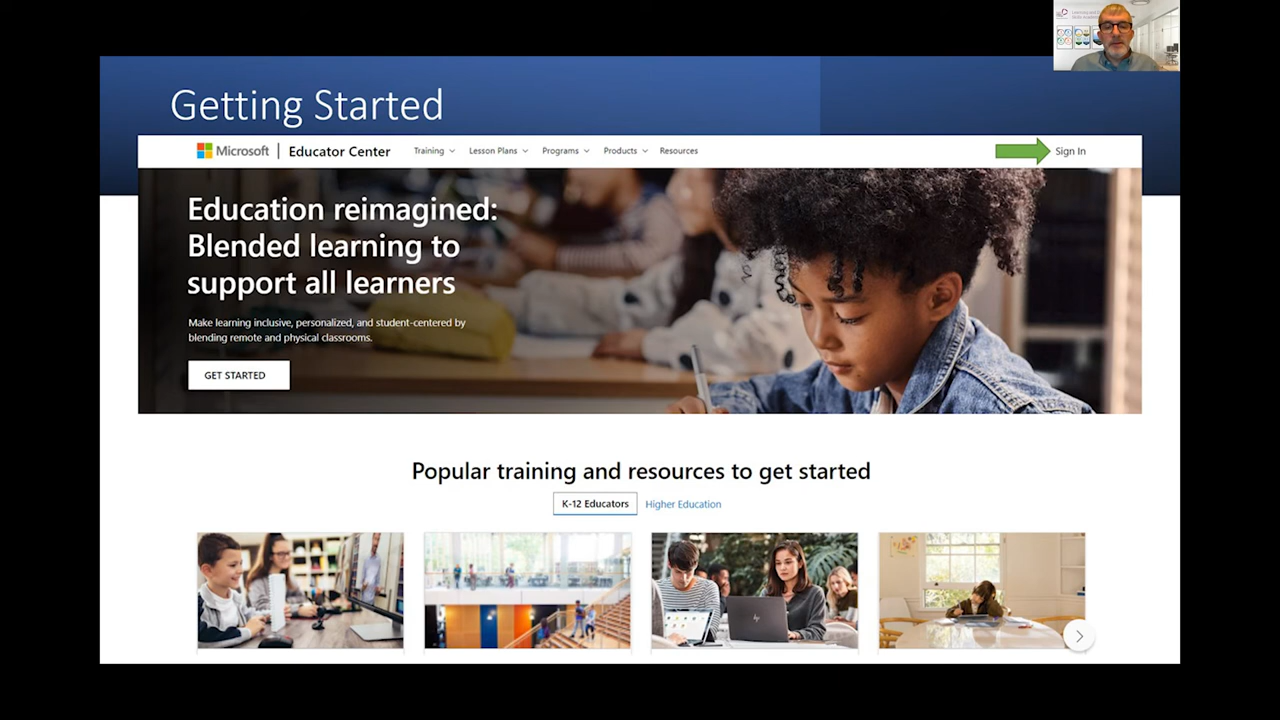 Getting Started
Microsoft | Educator Center
Training
Lesson Plans
Programs
Products
Resources
Sign In
Education reimagined:
Blended learning to
support all learners
Make learning inclusive, personalized, and student-centered by
blending remote and physical classrooms.
GET STARTED
Popular training and resources to get started
K-12 Educators
Higher Education